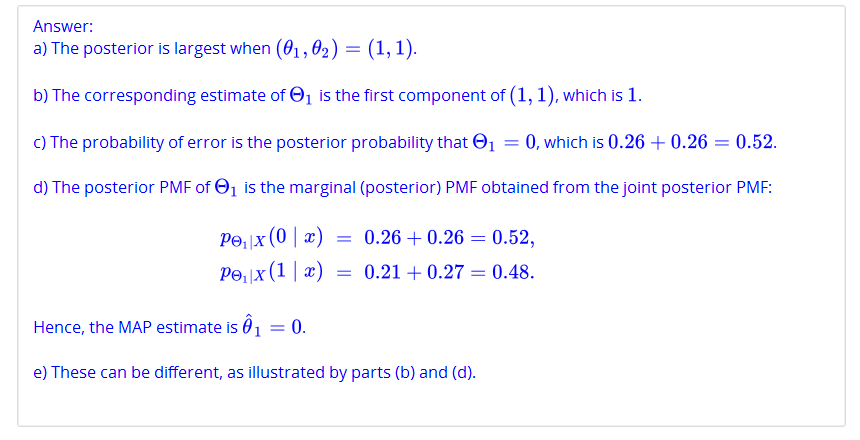 Answer:
a) The posterior is largest when (θ₁, θ₂) = (1, 1).
b) The corresponding estimate of Θ₁ is the first component of (1, 1), which is 1.
c) The probability of error is the posterior probability that Θ₁ = 0, which is 0.26 + 0.26 = 0.52.
d) The posterior PMF of Θ₁ is the marginal (posterior) PMF obtained from the joint posterior PMF:
p_{Θ₁|X}(0 | x) = 0.26 + 0.26 = 0.52,
p_{Θ₁|X}(1 | x) = 0.21 + 0.27 = 0.48.
Hence, the MAP estimate is θ̂₁ = 0.
e) These can be different, as illustrated by parts (b) and (d).